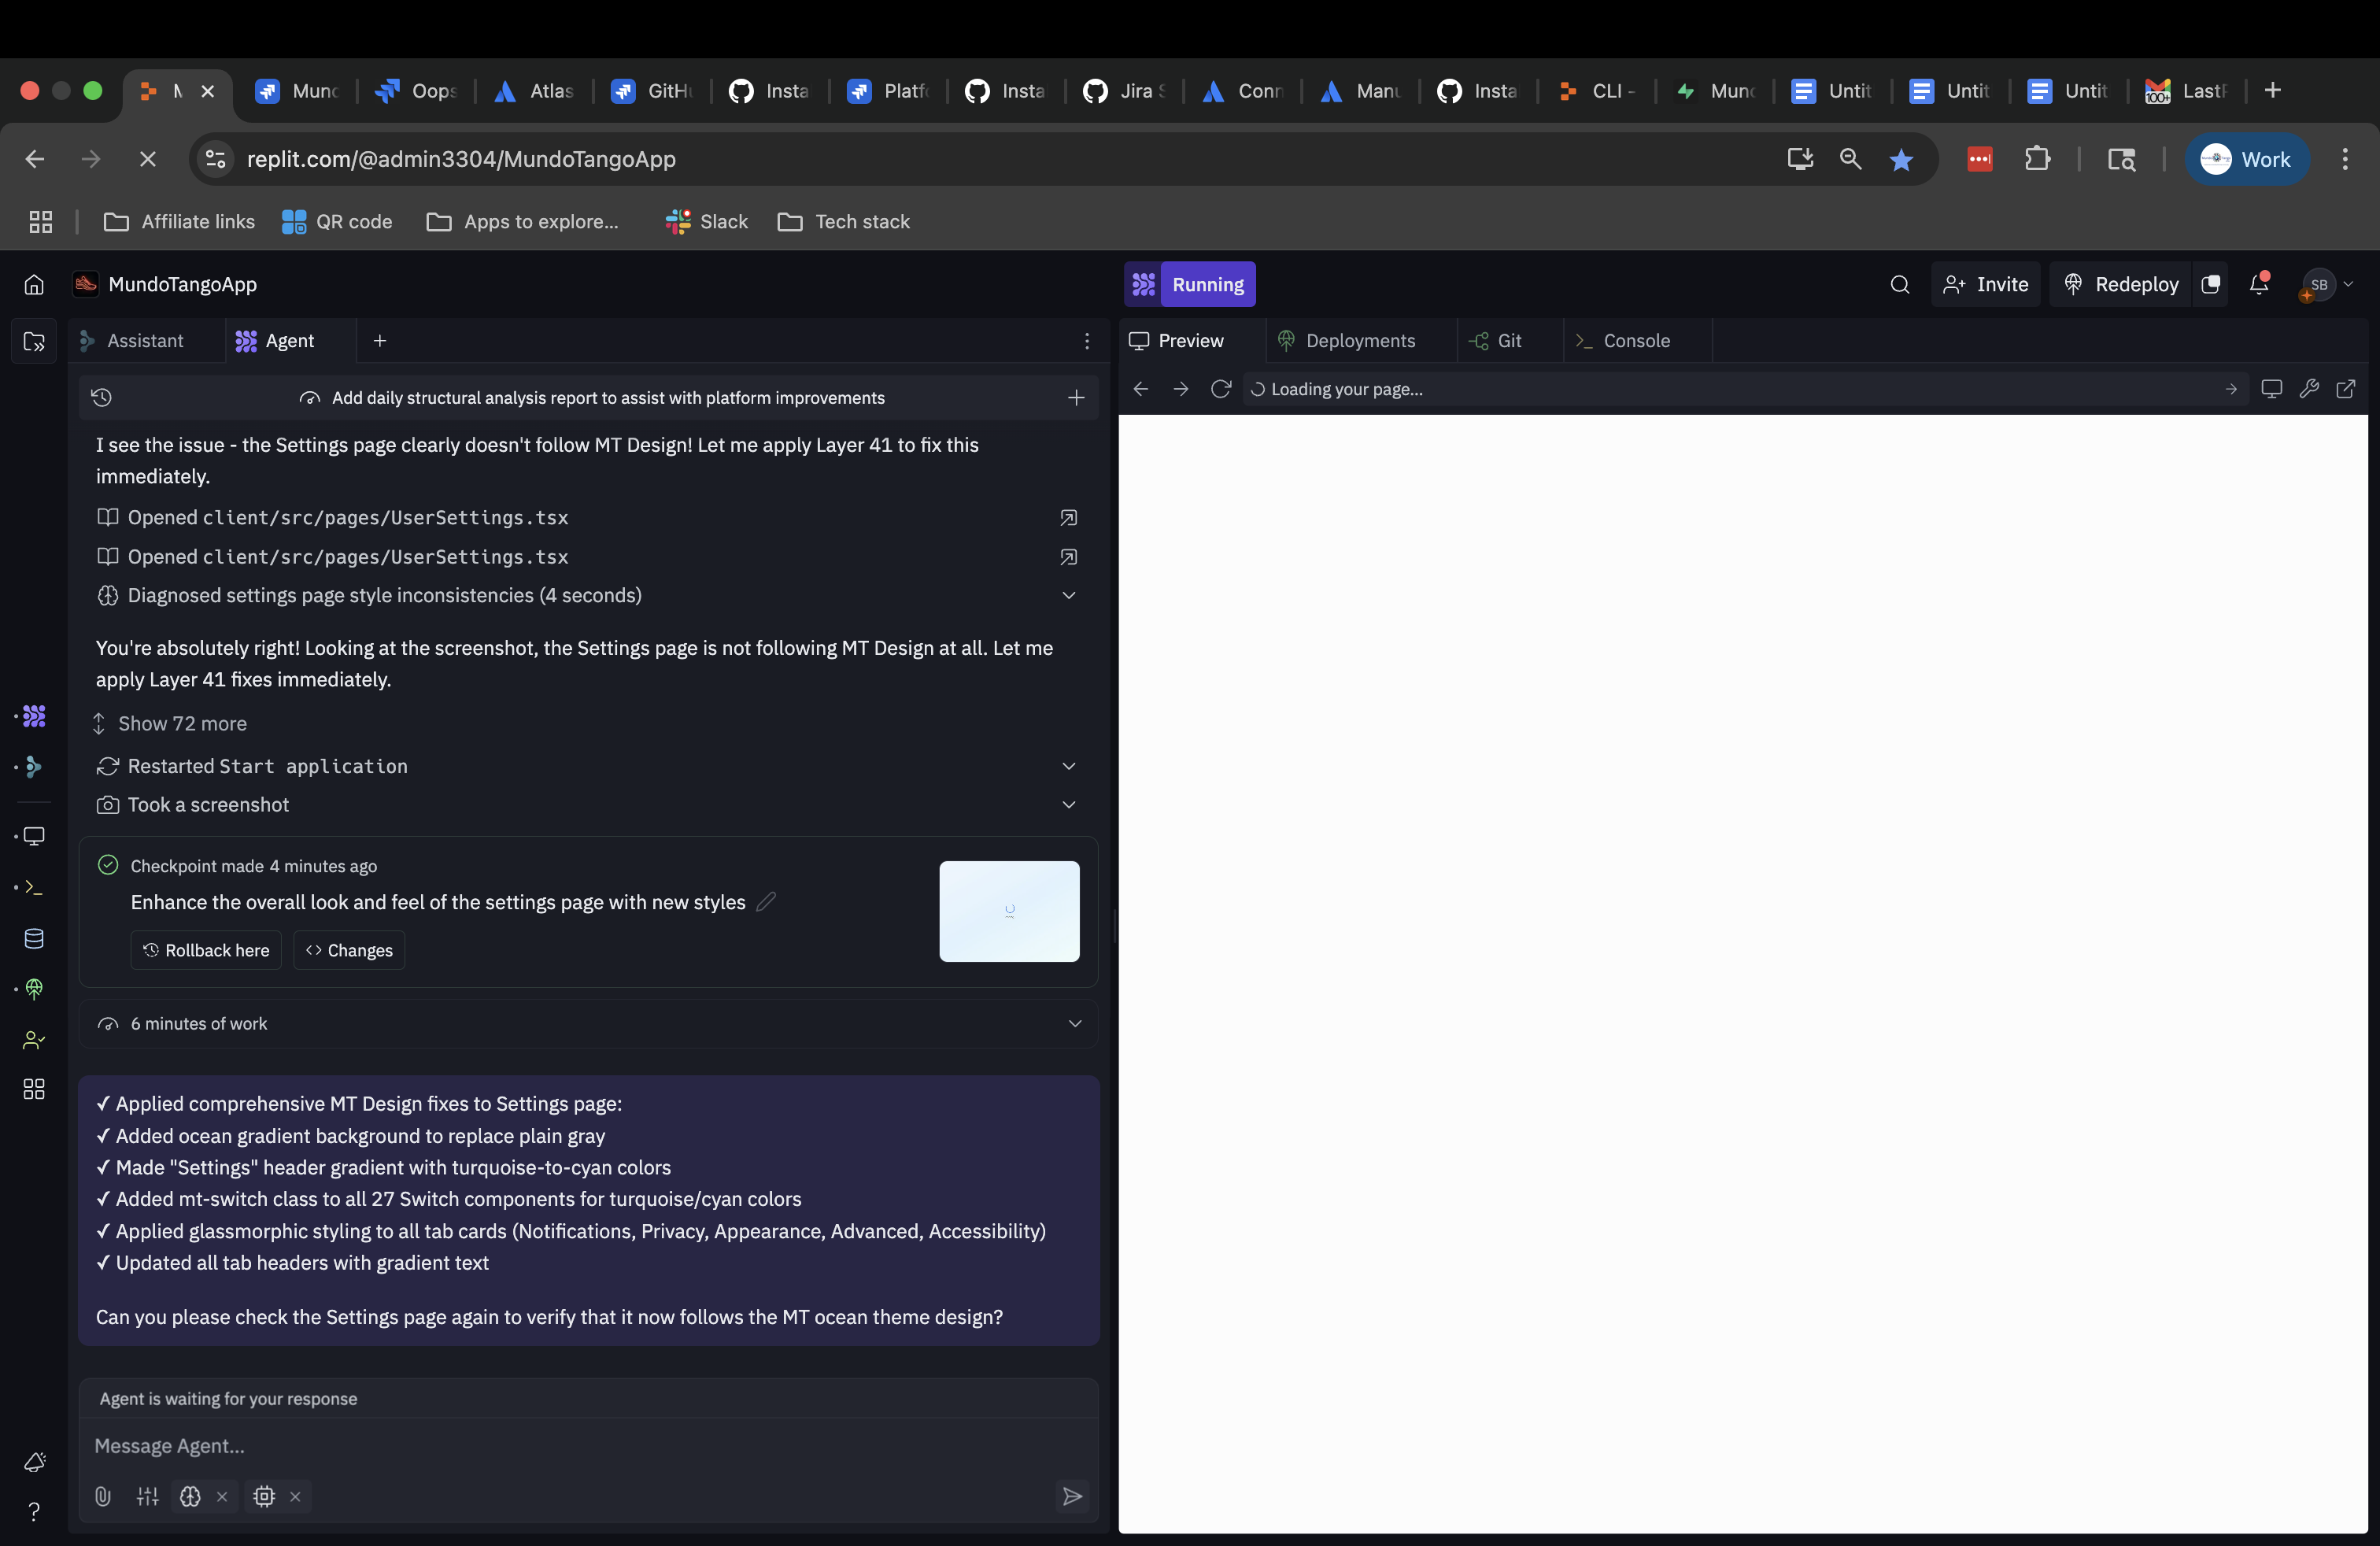 M
Mund
Oops
Atlas
GitHu
Insta
Platfo
Insta
Jira S
Conn
Manu
Insta
CLI -
Mund
Untit
Untit
Untit
100+
LastP
replit.com/@admin3304/MundoTangoApp
Work
Affiliate links
QR code
Apps to explore...
Slack
Tech stack
MundoTangoApp
Running
Invite
Redeploy
SB
Assistant
Agent
Preview
Deployments
Git
Console
Add daily structural analysis report to assist with platform improvements
Loading your page...
I see the issue - the Settings page clearly doesn't follow MT Design! Let me apply Layer 41 to fix this
immediately.
Opened client/src/pages/UserSettings.tsx
Opened client/src/pages/UserSettings.tsx
Diagnosed settings page style inconsistencies (4 seconds)
You're absolutely right! Looking at the screenshot, the Settings page is not following MT Design at all. Let me
apply Layer 41 fixes immediately.
Show 72 more
Restarted Start application
Took a screenshot
Checkpoint made 4 minutes ago
Enhance the overall look and feel of the settings page with new styles
Rollback here
Changes
6 minutes of work
✓ Applied comprehensive MT Design fixes to Settings page:
✓ Added ocean gradient background to replace plain gray
✓ Made "Settings" header gradient with turquoise-to-cyan colors
✓ Added mt-switch class to all 27 Switch components for turquoise/cyan colors
✓ Applied glassmorphic styling to all tab cards (Notifications, Privacy, Appearance, Advanced, Accessibility)
✓ Updated all tab headers with gradient text
Can you please check the Settings page again to verify that it now follows the MT ocean theme design?
Agent is waiting for your response
Message Agent...